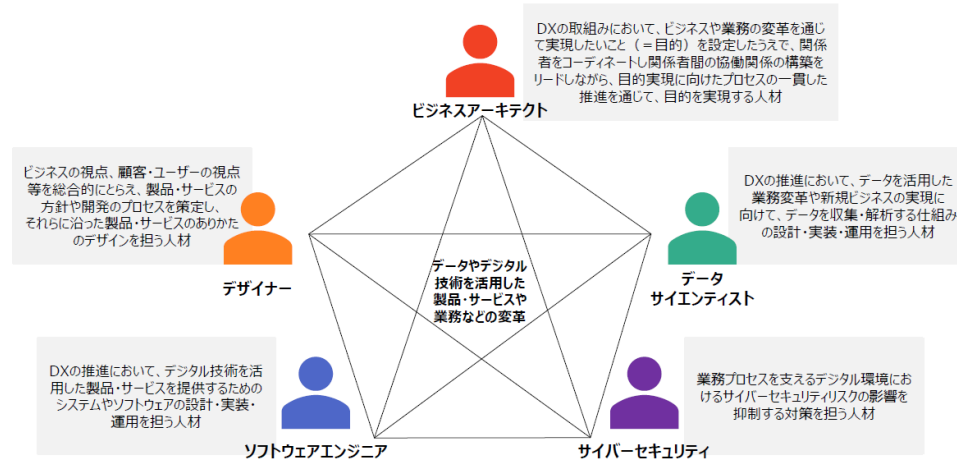 DXの取組みにおいて、ビジネスや業務の変革を通じ
て実現したいこと（＝目的）を設定したうえで、関係
者をコーディネートし関係者間の協働関係の構築を
リードしながら、目的実現に向けたプロセスの一貫した
推進を通じて、目的を実現する人材
ビジネスアーキテクト
ビジネスの視点、顧客・ユーザーの視点
等を総合的にとらえ、製品・サービスの
方針や開発のプロセスを策定し、
それらに沿った製品・サービスのありかた
のデザインを担う人材
デザイナー
DXの推進において、データを活用した
業務変革や新規ビジネスの実現に
向けて、データを収集・解析する仕組み
の設計・実装・運用を担う人材
データ
サイエンティスト
データやデジタル
技術を活用した
製品・サービスや
業務などの変革
DXの推進において、デジタル技術を活
用した製品・サービスを提供するための
システムやソフトウェアの設計・実装・
運用を担う人材
ソフトウェアエンジニア
業務プロセスを支えるデジタル環境にお
けるサイバーセキュリティリスクの影響を
抑制する対策を担う人材
サイバーセキュリティ